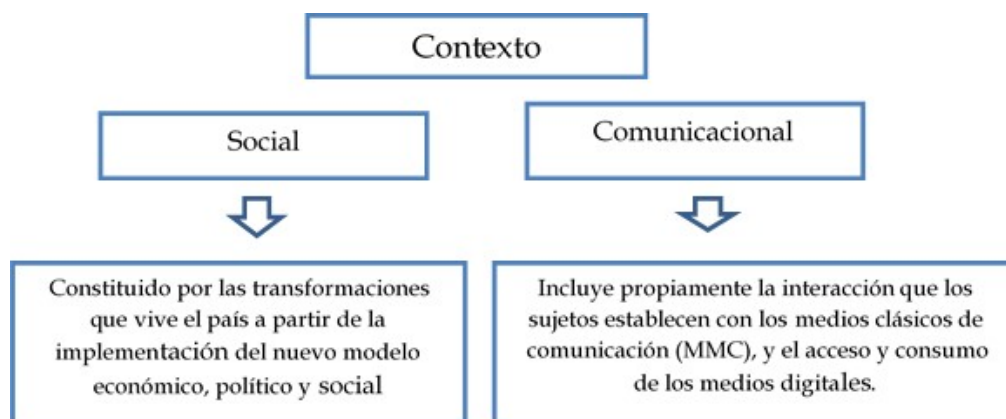 Contexto
Social
Comunicacional
Constituido por las transformaciones
que vive el país a partir de la
implementación del nuevo modelo
económico, político y social
Incluye propiamente la interacción que los
sujetos establecen con los medios clásicos de
comunicación (MMC), y el acceso y consumo
de los medios digitales.